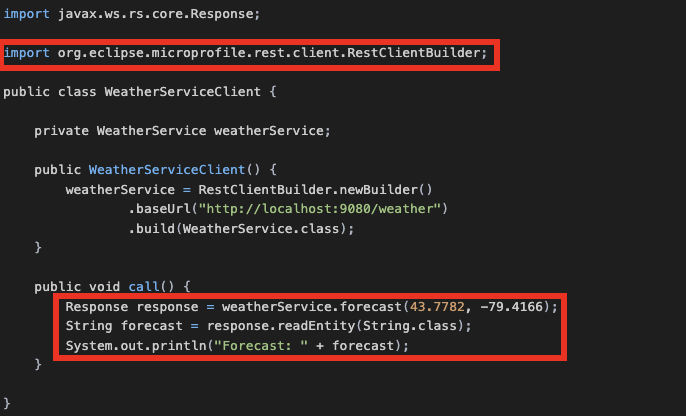 import javax.ws.rs.core.Response;
import org.eclipse.microprofile.rest.client.RestClientBuilder;
public class WeatherServiceClient {
private WeatherService weatherService;
public WeatherServiceClient() {
weatherService = RestClientBuilder.newBuilder()
.baseUrl("http://localhost:9080/weather")
.build(WeatherService.class);
}
public void call() {
Response response = weatherService.forecast(43.7782, -79.4166);
String forecast = response.readEntity(String.class);
System.out.println("Forecast: " + forecast);
}
}